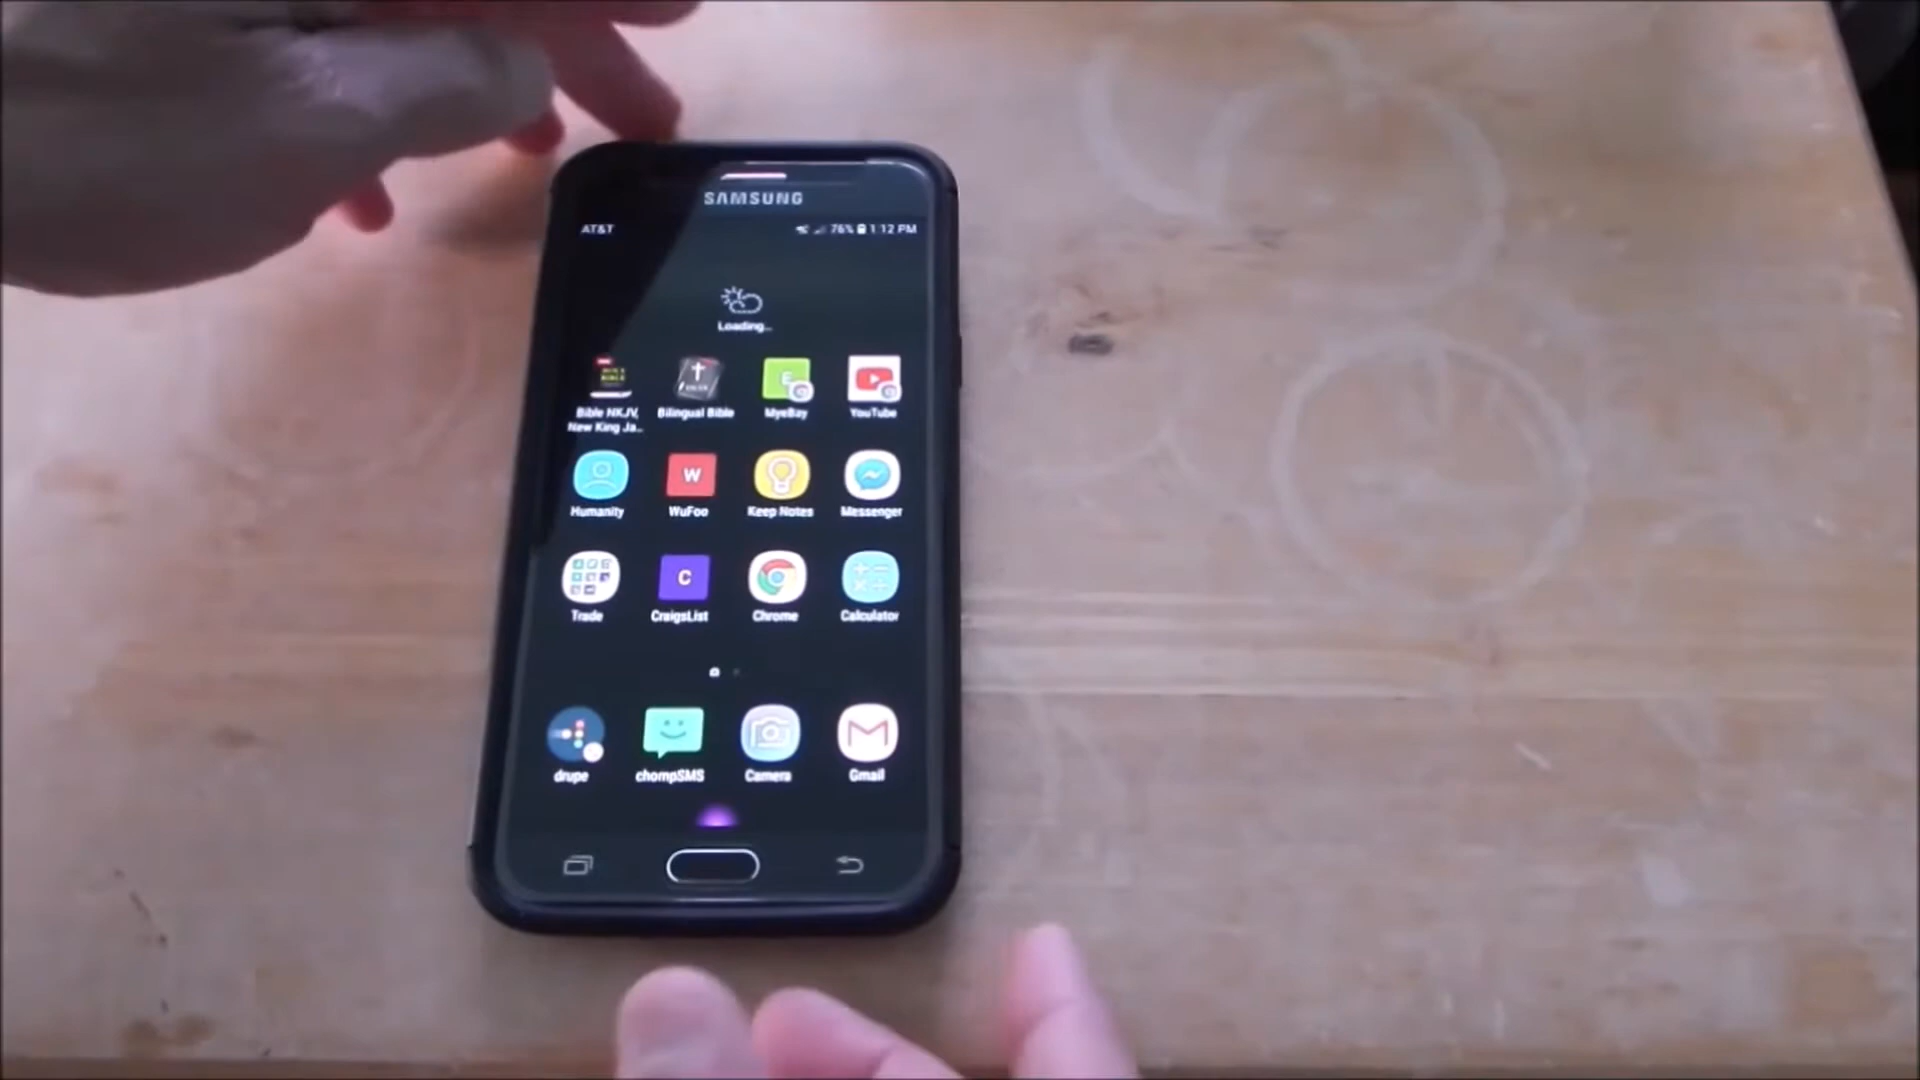 SAMSUNG
AT&T 76% 1:12 PM
Loading...
Bible NKJV, Bilingual Bible MyeBay YouTube
New King Ja...
Humanity WuFoo Keep Notes Messenger
Trade CraigsList Chrome Calculator
drupe chompSMS Camera Gmail
W
C
E